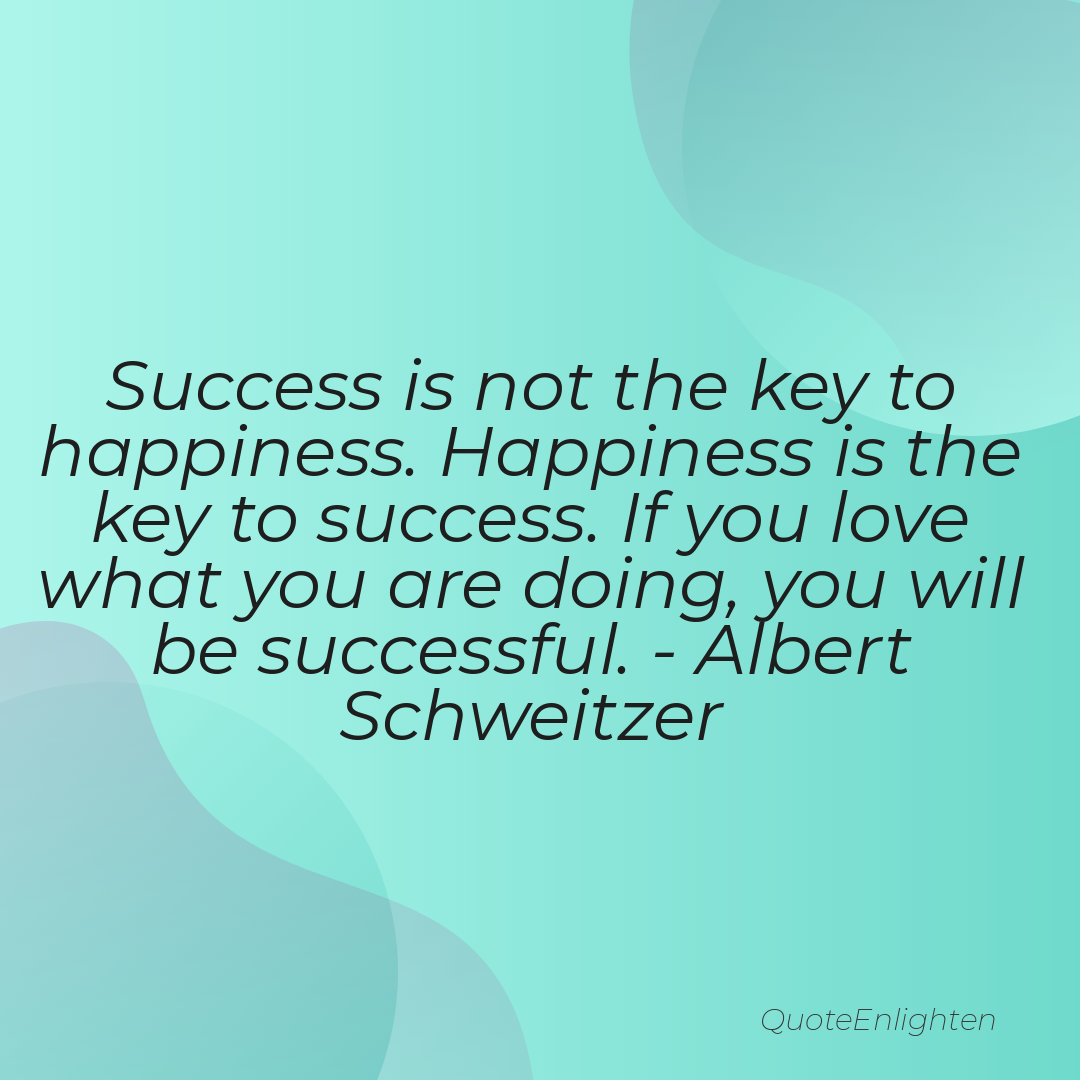 Success is not the key to
happiness. Happiness is the
key to success. If you love
what you are doing, you will
be successful. - Albert
Schweitzer
QuoteEnlighten